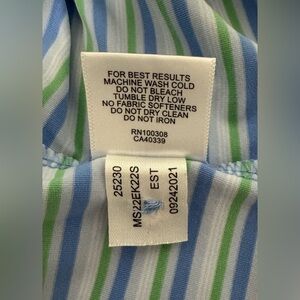 FOR BEST RESULTS
MACHINE WASH COLD
DO NOT BLEACH
TUMBLE DRY LOW
NO FABRIC SOFTENERS
DO NOT DRY CLEAN
DO NOT IRON
RN100308
CA40339
25230
MS22EK22S
EST
09242021